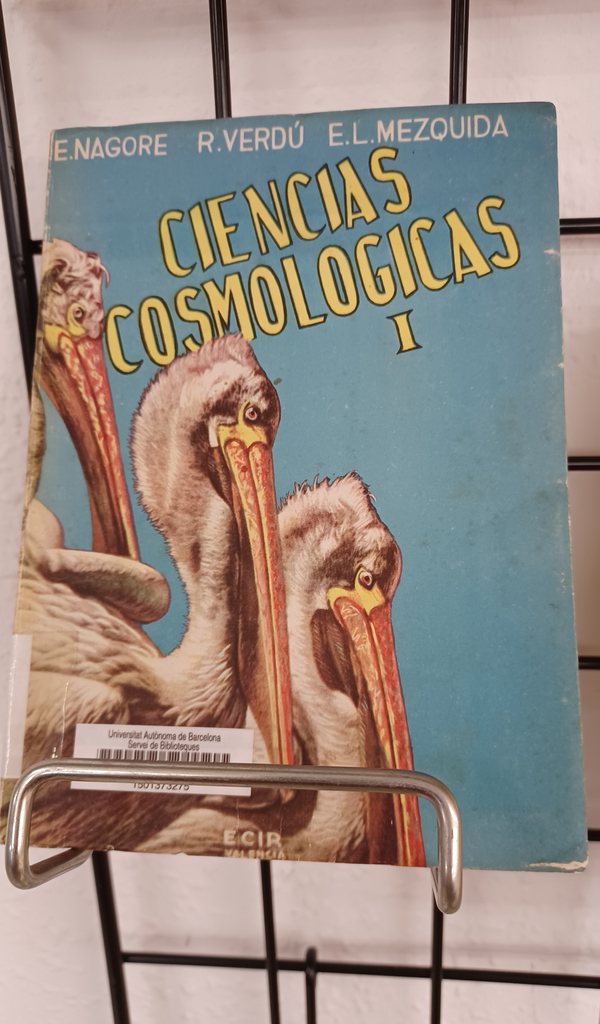 E.NAGORE R.VERDÚ E.L.MEZQUIDA
CIENCIAS
COSMOLOGICAS
I
Universitat Autònoma de Barcelona
Servei de Biblioteques
1501373275
ECIR
VALENCIA